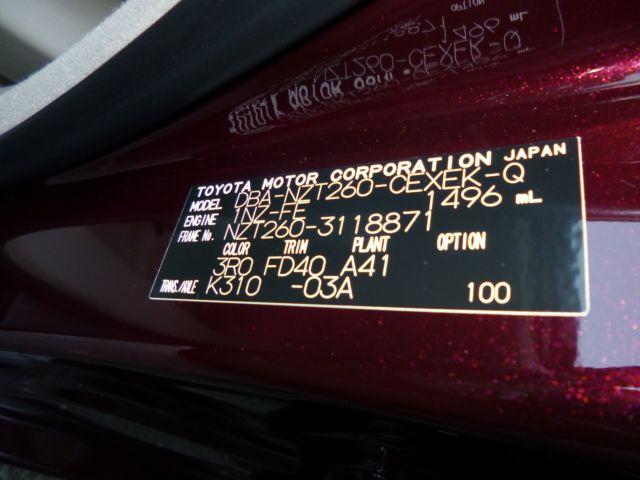 TOYOTA MOTOR CORPORATION JAPAN
MODEL DBA-NZT260-CEXEK-Q
ENGINE 1NZ-FE 1496 mL
FRAME No. NZT260-3118871
COLOR TRIM PLANT OPTION
3R0 FD40 A41
TRANS./AXLE K310 -03A 100